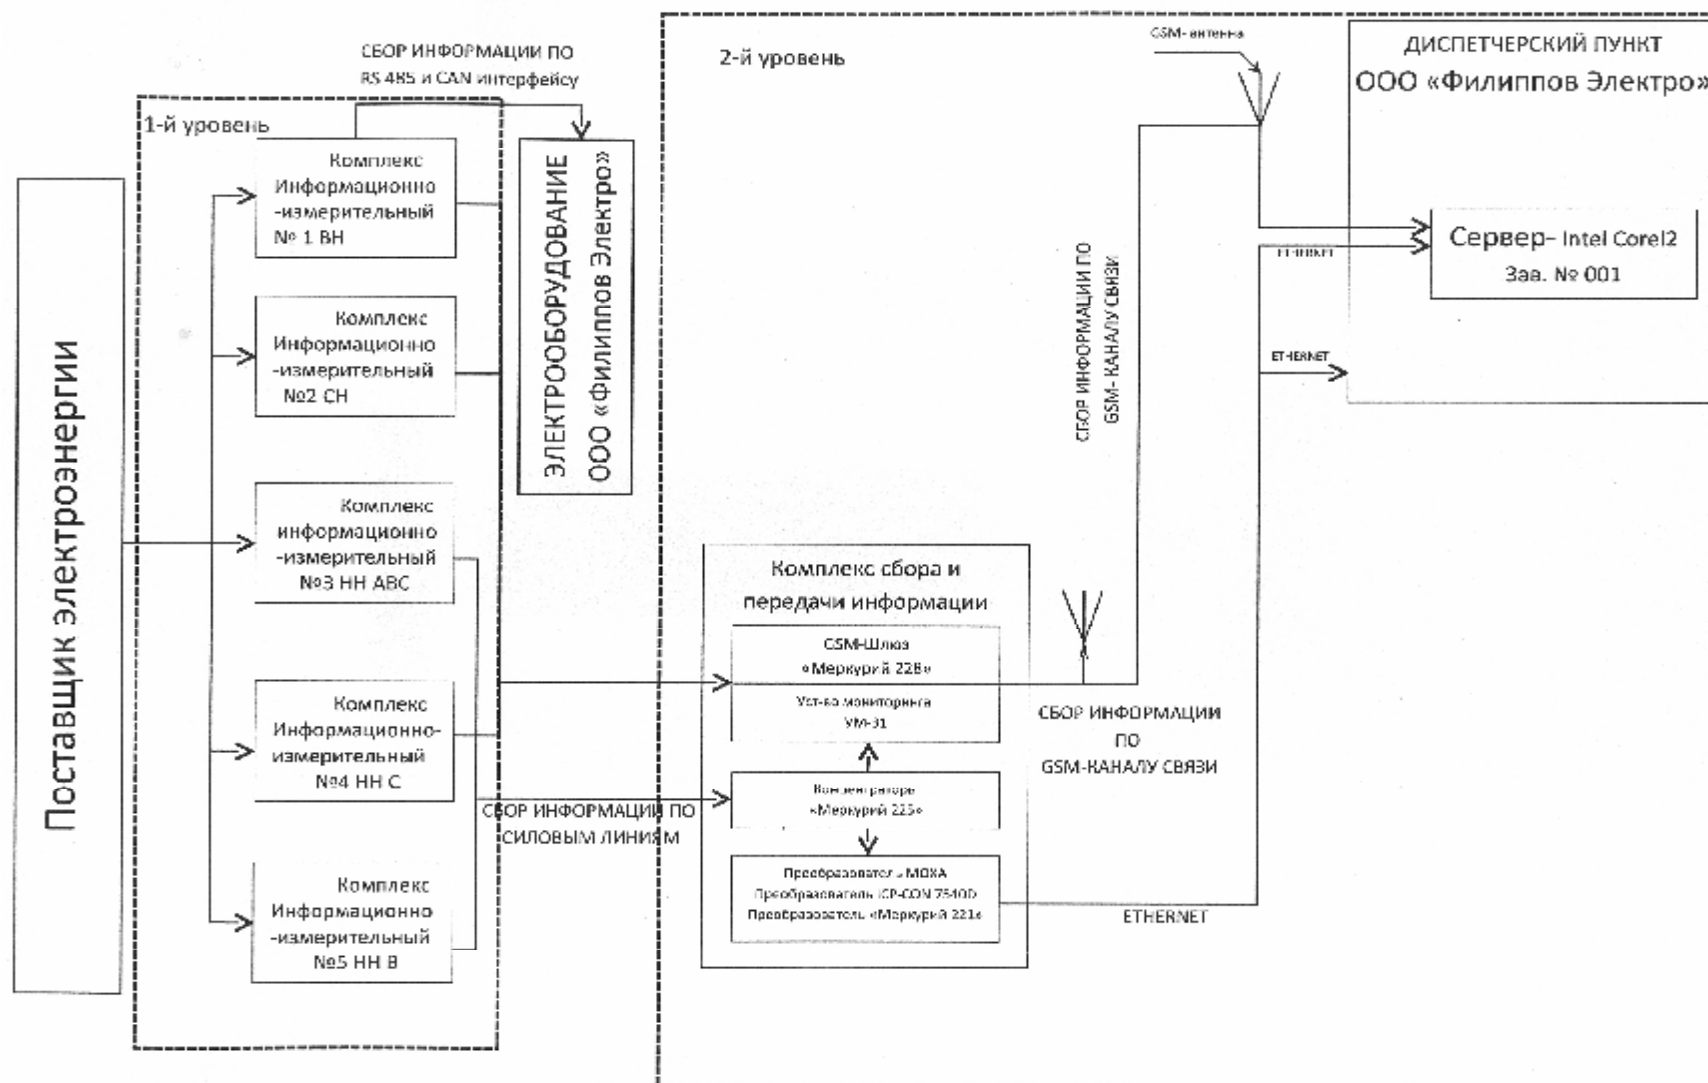 СБОР ИНФОРМАЦИИ ПО
RS 485 и CAN интерфейсу
1-й уровень
2-й уровень
GSM-антенна
ДИСПЕТЧЕРСКИЙ ПУНКТ
ООО «Филиппов Электро»
Поставщик электроэнергии
Комплекс
Информационно
-измерительный
№ 1 ВН
Комплекс
Информационно
-измерительный
№2 СН
Комплекс
информационно
-измерительный
№3 НН АВС
Комплекс
Информационно-
измерительный
№4 НН С
Комплекс
Информационно
-измерительный
№5 НН В
ЭЛЕКТРООБОРУДОВАНИЕ
ООО «Филиппов Электро»
СБОР ИНФОРМАЦИИ ПО
СИЛОВЫМ ЛИНИЯМ
Комплекс сбора и
передачи информации
GSM-Шлюз
«Меркурий 228»
Уст-во мониторинга
УМ-31
Концентраторы
«Меркурий 225»
Преобразователь МОХА
Преобразователь ICP-CON 7540D
Преобразователь «Меркурий 221»
СБОР ИНФОРМАЦИИ ПО
GSM- КАНАЛУ СВЯЗИ
СБОР ИНФОРМАЦИИ
ПО
GSM-КАНАЛУ СВЯЗИ
ETHERNET
ETHERNET
ETHERNET
Сервер- Intel Corel2
Зав. № 001